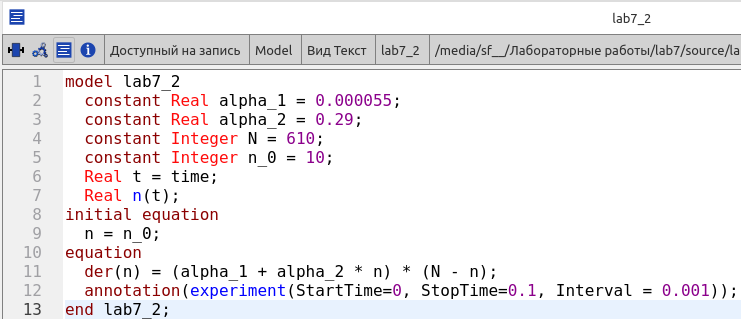 lab7_2
Доступный на запись Model Вид Текст lab7_2 /media/sf__/Лабораторные работы/lab7/source/la
1 model lab7_2
2 constant Real alpha_1 = 0.000055;
3 constant Real alpha_2 = 0.29;
4 constant Integer N = 610;
5 constant Integer n_0 = 10;
6 Real t = time;
7 Real n(t);
8 initial equation
9 n = n_0;
10 equation
11 der(n) = (alpha_1 + alpha_2 * n) * (N - n);
12 annotation(experiment(StartTime=0, StopTime=0.1, Interval = 0.001));
13 end lab7_2;